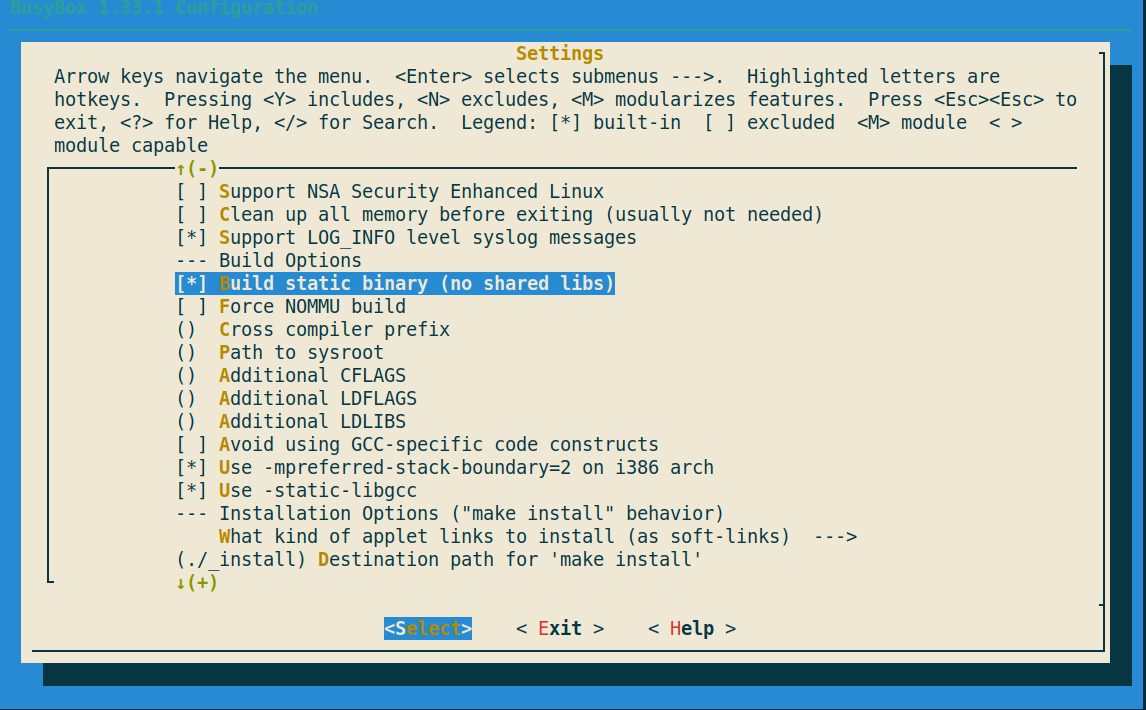 BusyBox 1.33.1 Configuration
Settings
Arrow keys navigate the menu.  <Enter> selects submenus --->.  Highlighted letters are
hotkeys.  Pressing <Y> includes, <N> excludes, <M> modularizes features.  Press <Esc><Esc> to
exit, <?> for Help, </> for Search.  Legend: [*] built-in  [ ] excluded  <M> module  < >
module capable
↑(-)
[ ] Support NSA Security Enhanced Linux
[ ] Clean up all memory before exiting (usually not needed)
[*] Support LOG_INFO level syslog messages
--- Build Options
[*] Build static binary (no shared libs)
[ ] Force NOMMU build
()  Cross compiler prefix
()  Path to sysroot
()  Additional CFLAGS
()  Additional LDFLAGS
()  Additional LDLIBS
[ ] Avoid using GCC-specific code constructs
[*] Use -mpreferred-stack-boundary=2 on i386 arch
[*] Use -static-libgcc
--- Installation Options ("make install" behavior)
What kind of applet links to install (as soft-links)  --->
(./_install) Destination path for 'make install'
↓(+)
<Select>    < Exit >    < Help >